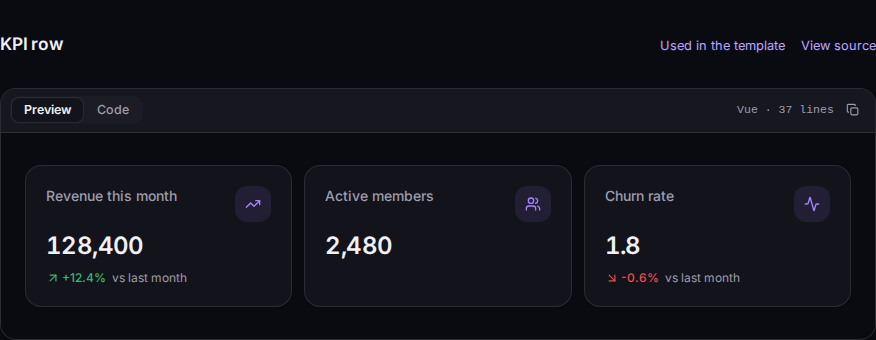 KPI row
Used in the template View source
Preview Code
Vue · 37 lines
Revenue this month
128,400
+12.4% vs last month
Active members
2,480
Churn rate
1.8
-0.6% vs last month